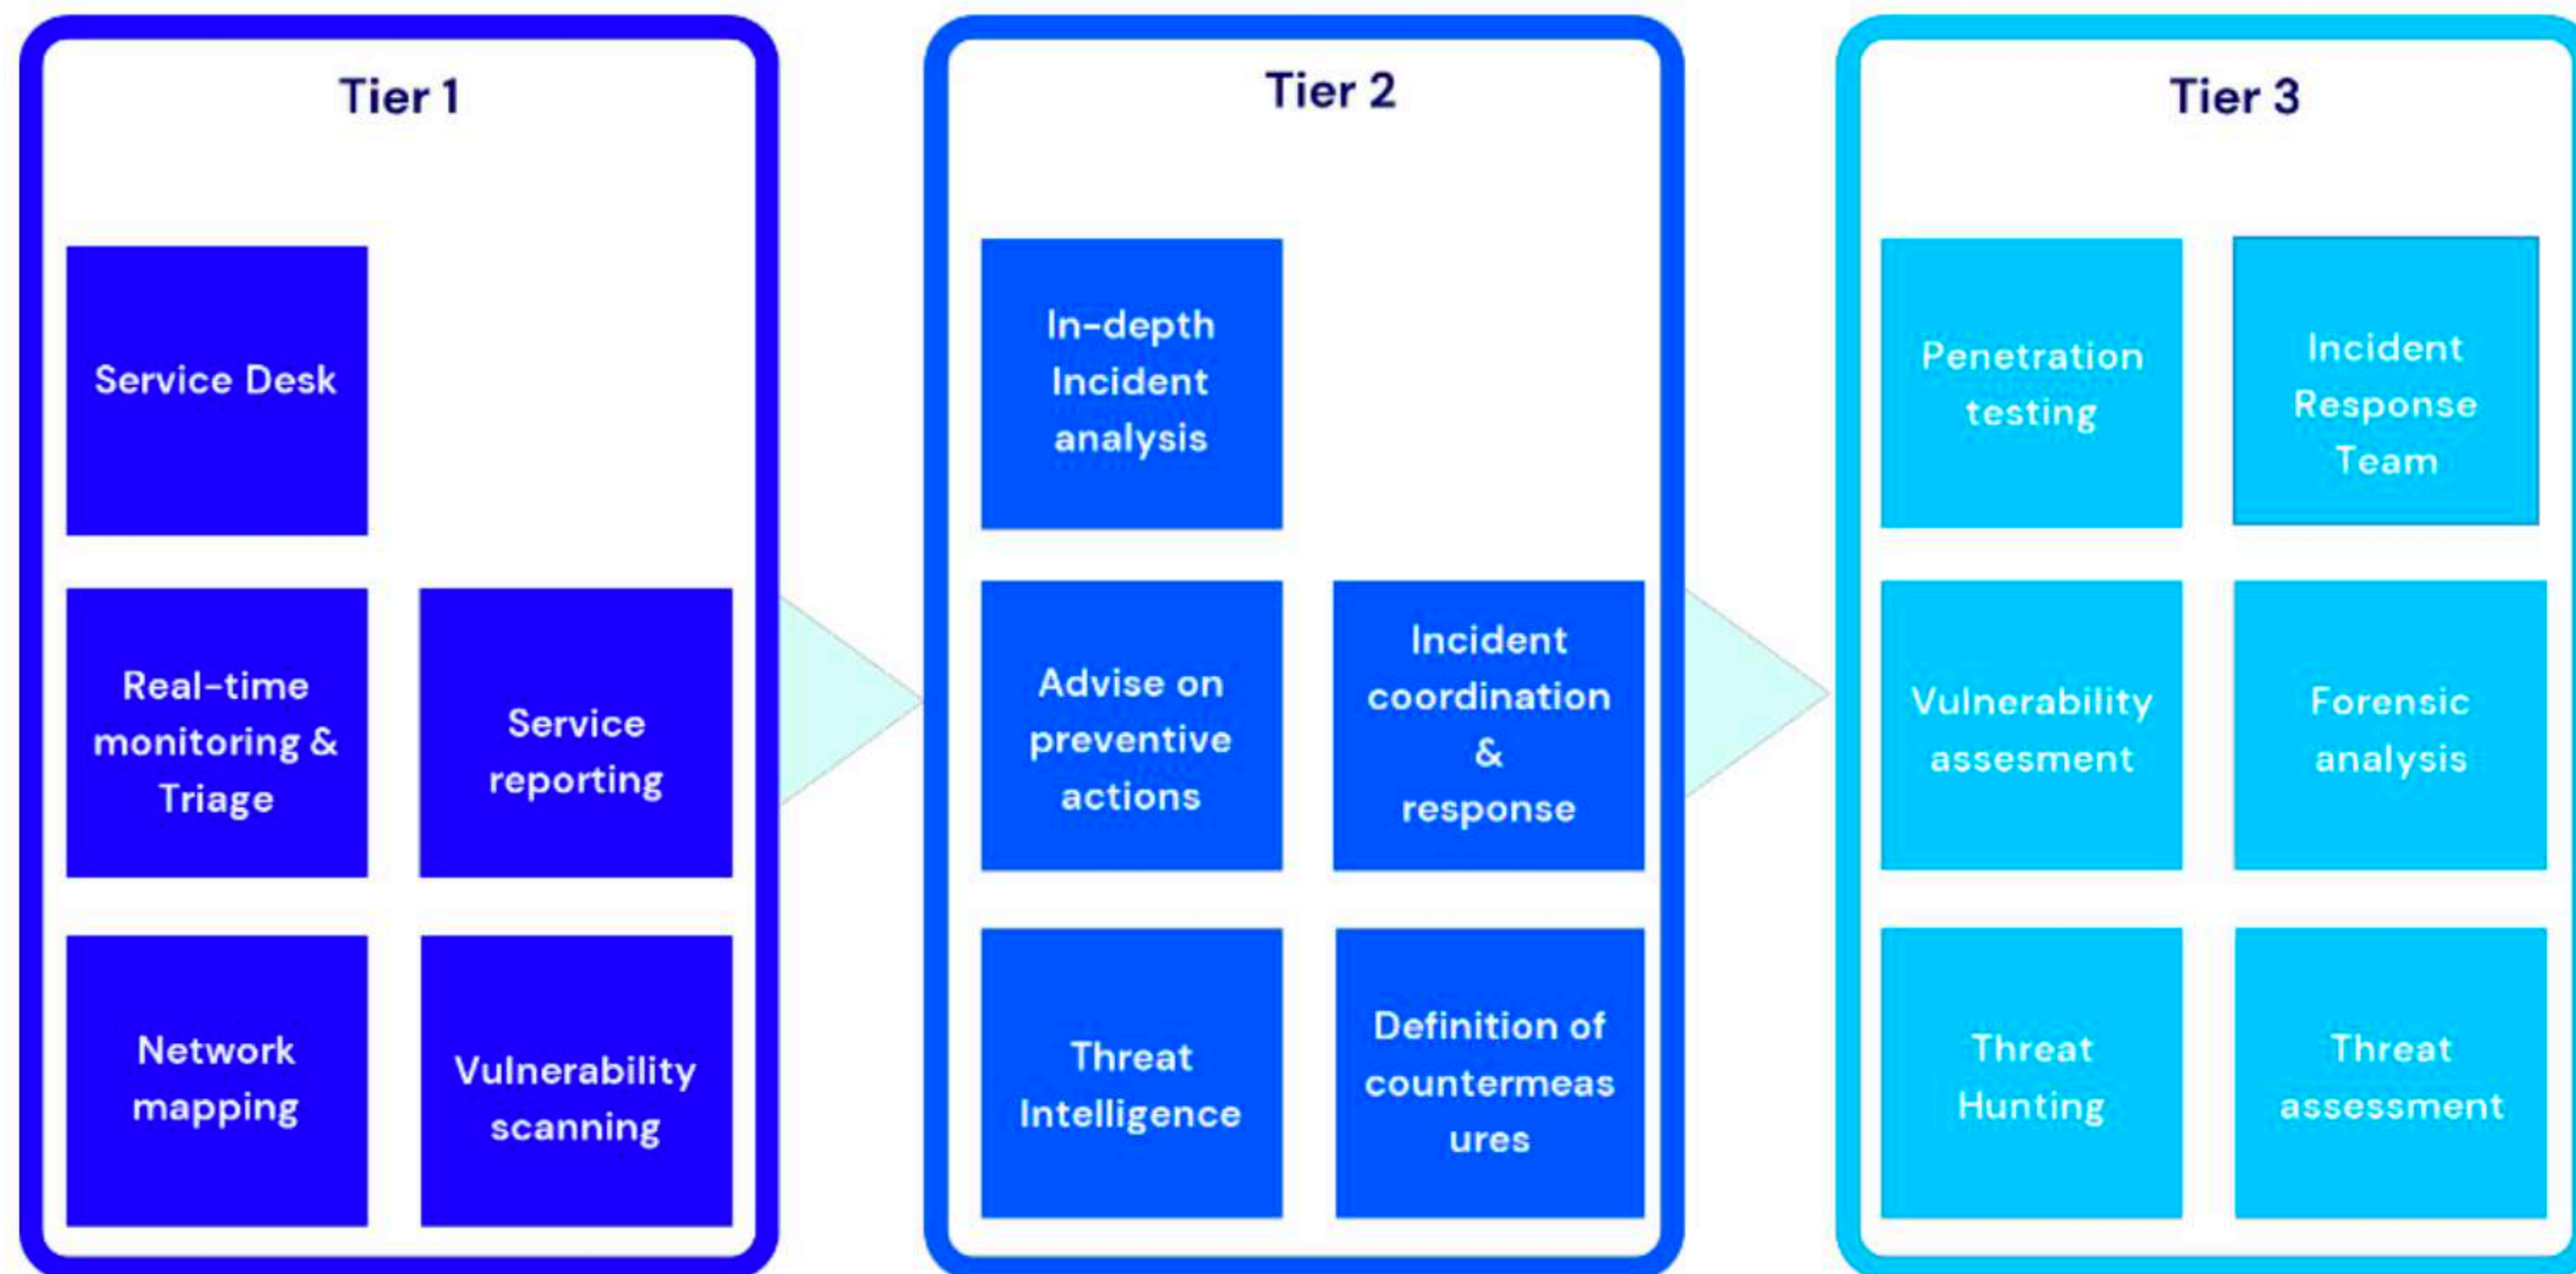 Tier 1
Service Desk
Real-time
monitoring &
Triage
Service
reporting
Network
mapping
Vulnerability
scanning
Tier 2
In-depth
Incident
analysis
Advise on
preventive
actions
Incident
coordination
&
response
Threat
Intelligence
Definition of
countermeas
ures
Tier 3
Penetration
testing
Incident
Response
Team
Vulnerability
assesment
Forensic
analysis
Threat
Hunting
Threat
assessment